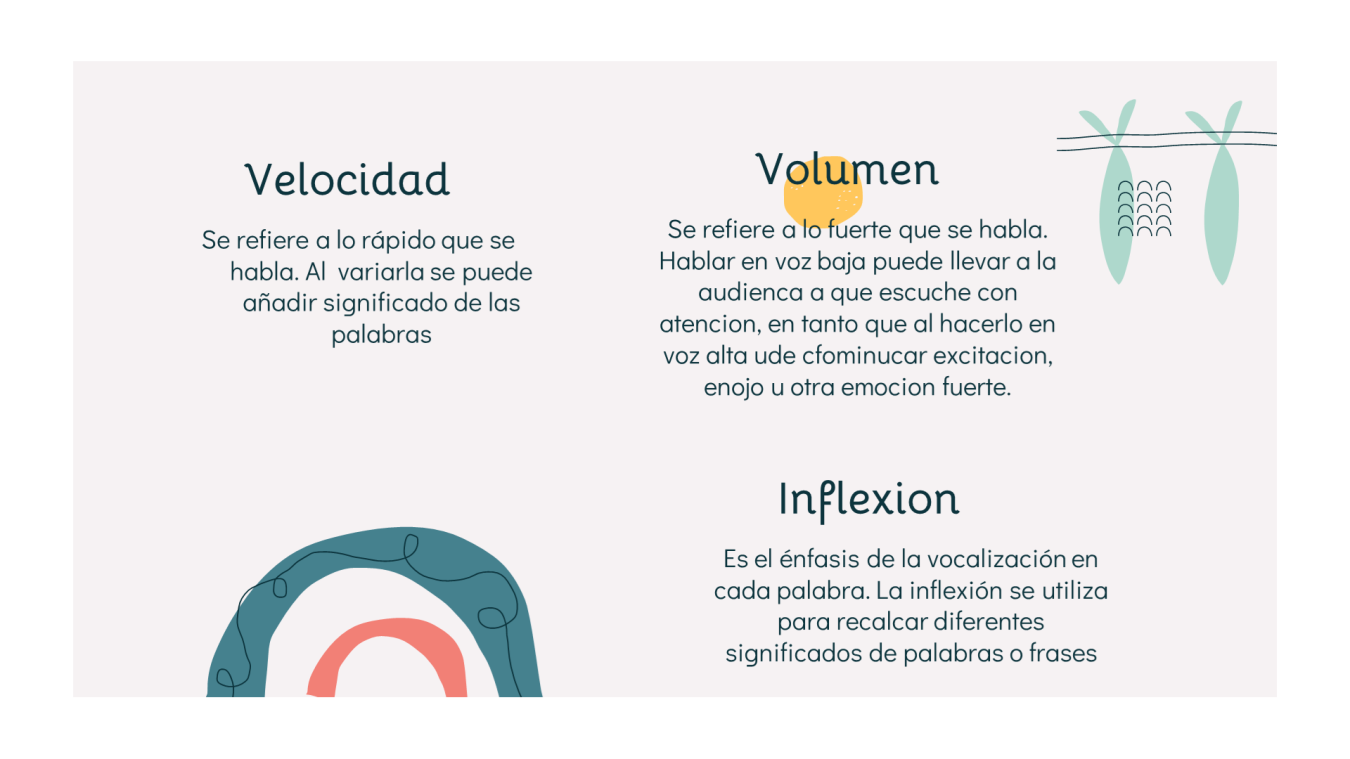 Velocidad
Se refiere a lo rápido que se
habla. Al variarla se puede
añadir significado de las
palabras
Volumen
Se refiere a lo fuerte que se habla.
Hablar en voz baja puede llevar a la
audienca a que escuche con
atencion, en tanto que al hacerlo en
voz alta ude cfominucar excitacion,
enojo u otra emocion fuerte.
Inflexion
Es el énfasis de la vocalización en
cada palabra. La inflexión se utiliza
para recalcar diferentes
significados de palabras o frases